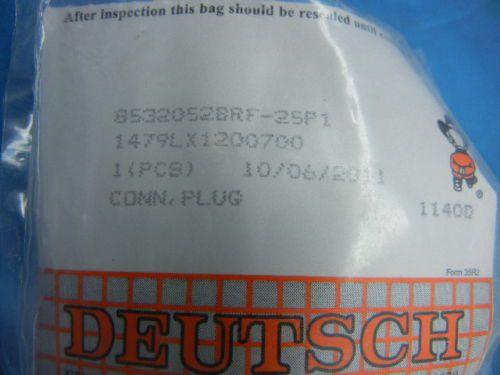 After inspection this bag should be resealed until
8532052BRF-25P1
1479LX1200700
1(PCS) 10/06/2011
CONN, PLUG
1140D
Form 35R2
DEUTSCH